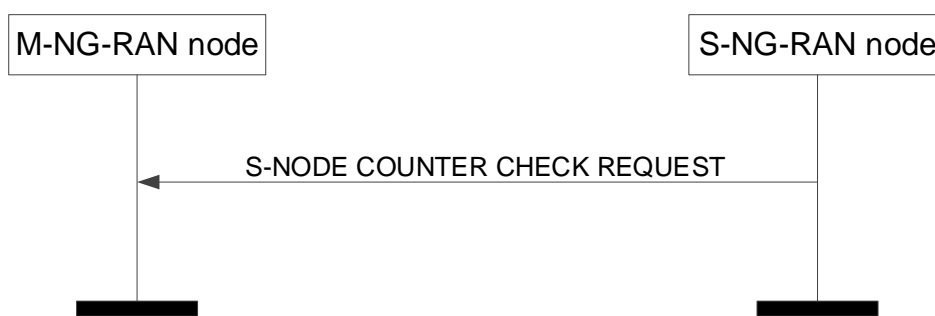 M-NG-RAN node
S-NG-RAN node
S-NODE COUNTER CHECK REQUEST